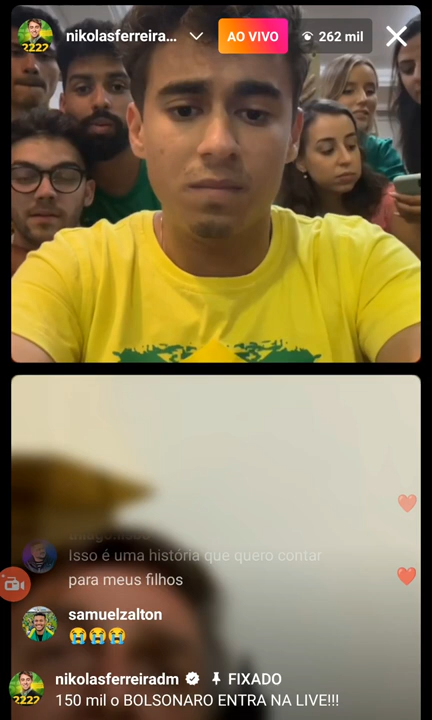 nikolasferreira...
AO VIVO
262 mil
2222
Isso é uma história que quero contar
para meus filhos
samuelzalton
😭😭😭
nikolasferreiradm
FIXADO
2222
150 mil o BOLSONARO ENTRA NA LIVE!!!